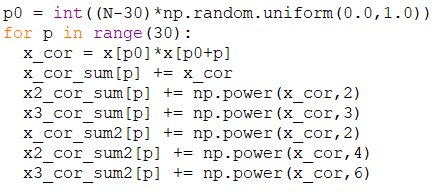 p0 = int((N-30)*np.random.uniform(0.0,1.0))
for p in range(30):
  x_cor = x[p0]*x[p0+p]
  x_cor_sum[p] += x_cor
  x2_cor_sum[p] += np.power(x_cor,2)
  x3_cor_sum[p] += np.power(x_cor,3)
  x_cor_sum2[p] += np.power(x_cor,2)
  x2_cor_sum2[p] += np.power(x_cor,4)
  x3_cor_sum2[p] += np.power(x_cor,6)